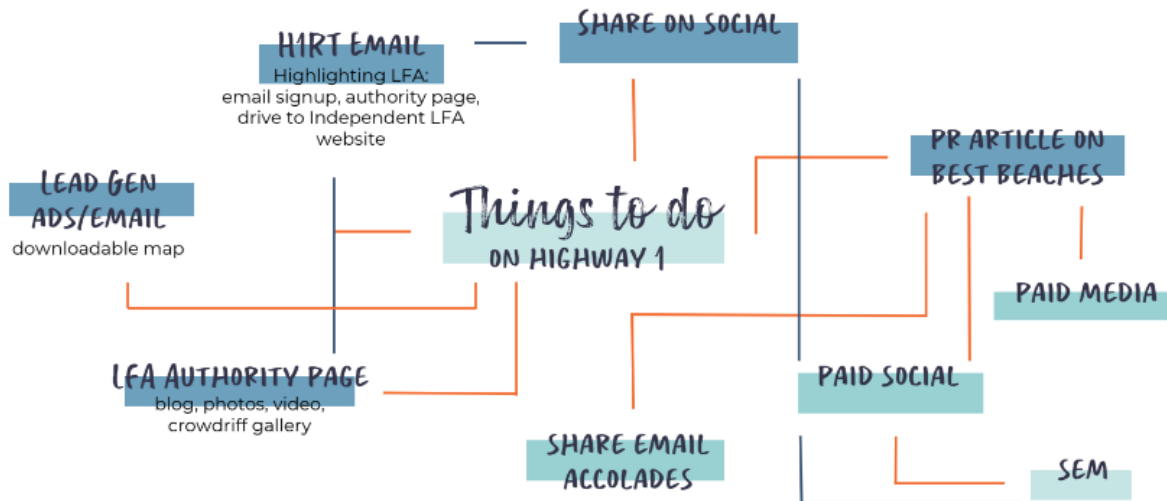 SHARE ON SOCIAL
H1RT EMAIL
Highlighting LFA:
email signup, authority page,
drive to Independent LFA
website
PR ARTICLE ON
BEST BEACHES
LEAD GEN
ADS/EMAIL
downloadable map
Things to do
ON HIGHWAY 1
PAID MEDIA
LFA AUTHORITY PAGE
blog, photos, video,
crowdriff gallery
PAID SOCIAL
SHARE EMAIL
ACCOLADES
SEM